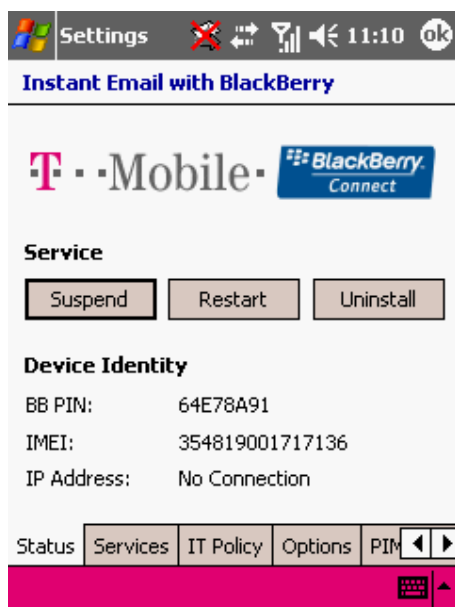 Settings 11:10 ok
Instant Email with BlackBerry
T · · Mobile · BlackBerry.
Connect
Service
Suspend Restart Uninstall
Device Identity
BB PIN: 64E78A91
IMEI: 354819001717136
IP Address: No Connection
Status Services IT Policy Options PIM